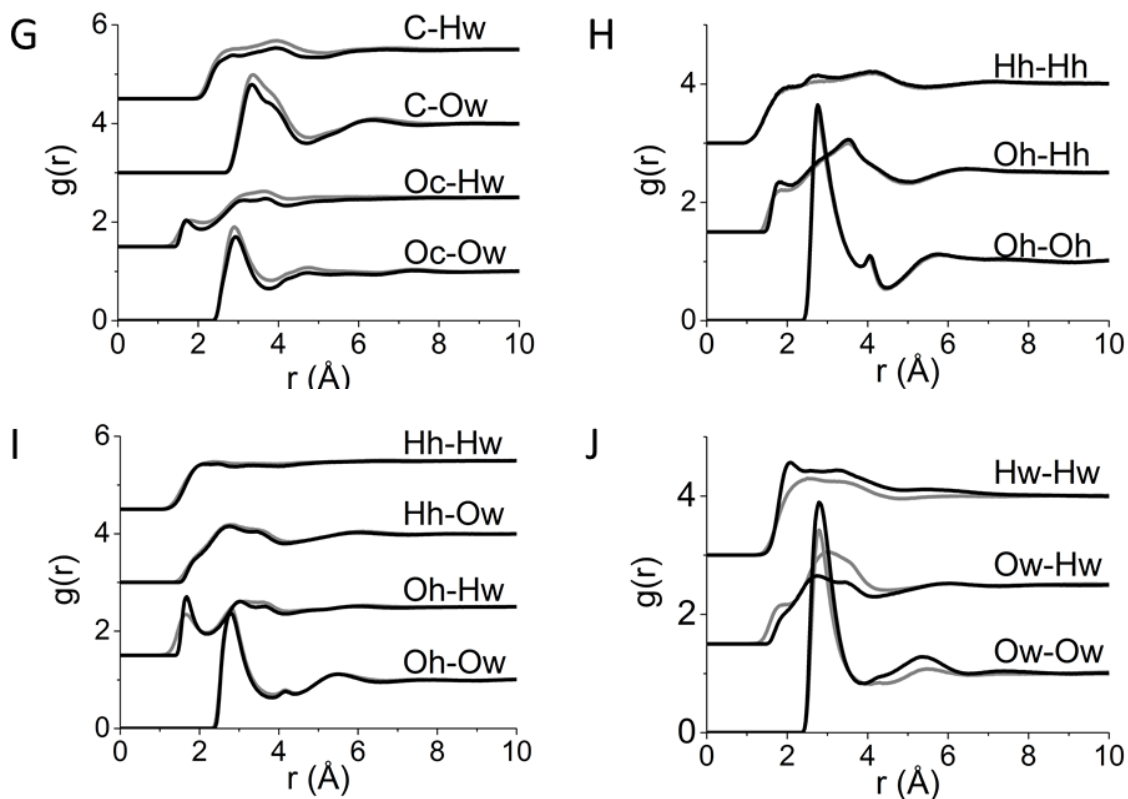 G
6
4
2
0
g(r)
C-Hw
C-Ow
Oc-Hw
Oc-Ow
0 2 4 6 8 10
r (Å)
H
4
2
0
g(r)
Hh-Hh
Oh-Hh
Oh-Oh
0 2 4 6 8 10
r (Å)
I
6
4
2
0
g(r)
Hh-Hw
Hh-Ow
Oh-Hw
Oh-Ow
0 2 4 6 8 10
r (Å)
J
4
2
0
g(r)
Hw-Hw
Ow-Hw
Ow-Ow
0 2 4 6 8 10
r (Å)